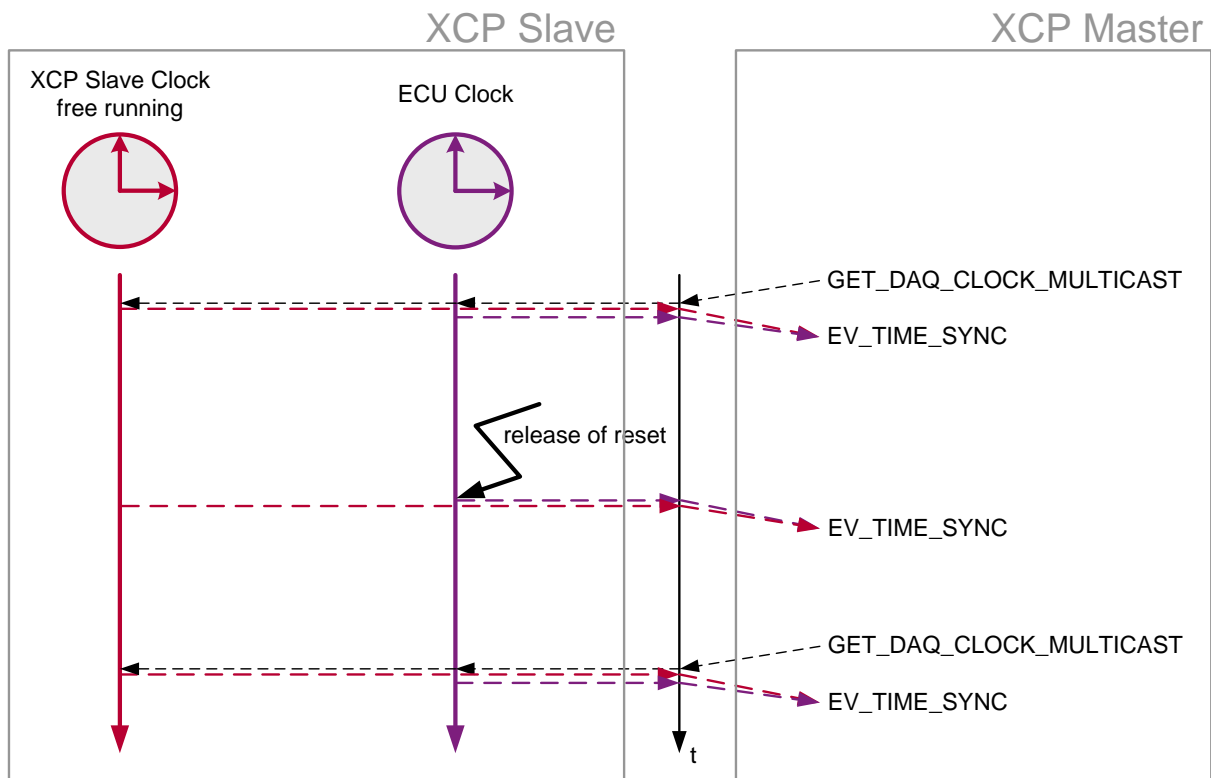 XCP Slave
XCP Master
XCP Slave Clock
free running
ECU Clock
GET_DAQ_CLOCK_MULTICAST
EV_TIME_SYNC
release of reset
EV_TIME_SYNC
GET_DAQ_CLOCK_MULTICAST
EV_TIME_SYNC
t